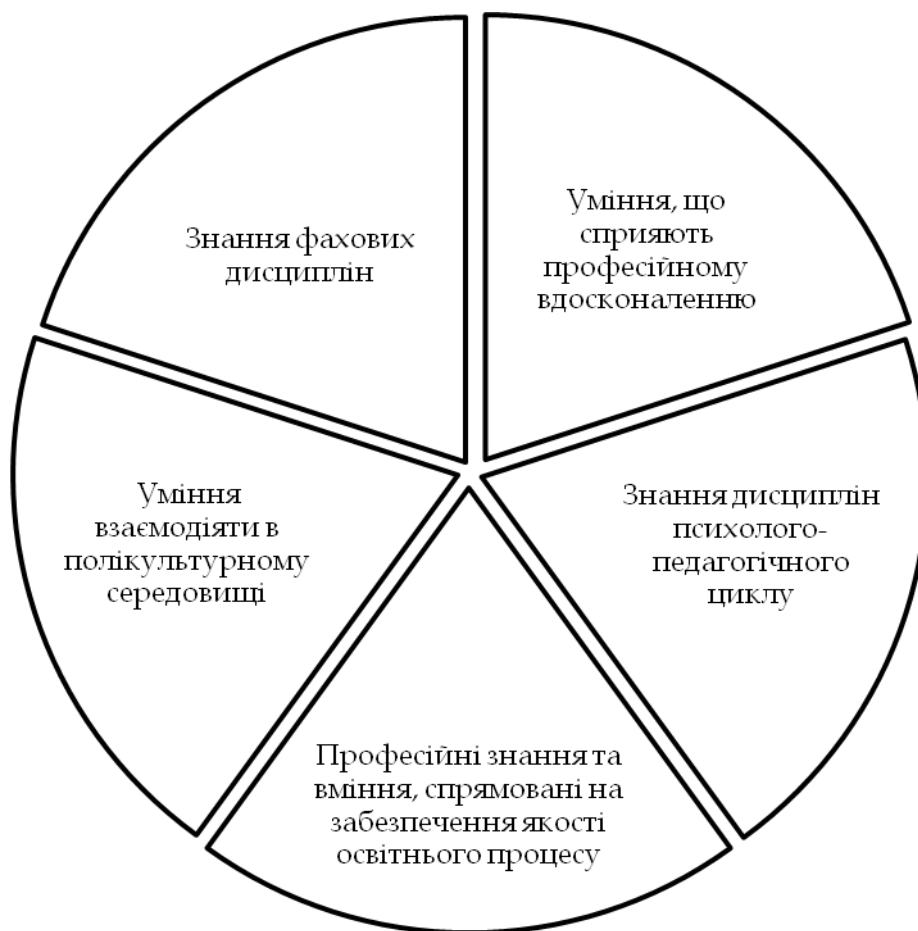 Знання фахових
дисциплін
Уміння, що
сприяють
професійному
вдосконаленню
Уміння
взаємодіяти в
полікультурному
середовищі
Знання дисциплін
психолого-
педагогічного
циклу
Професійні знання та
вміння, спрямовані на
забезпечення якості
освітнього процесу